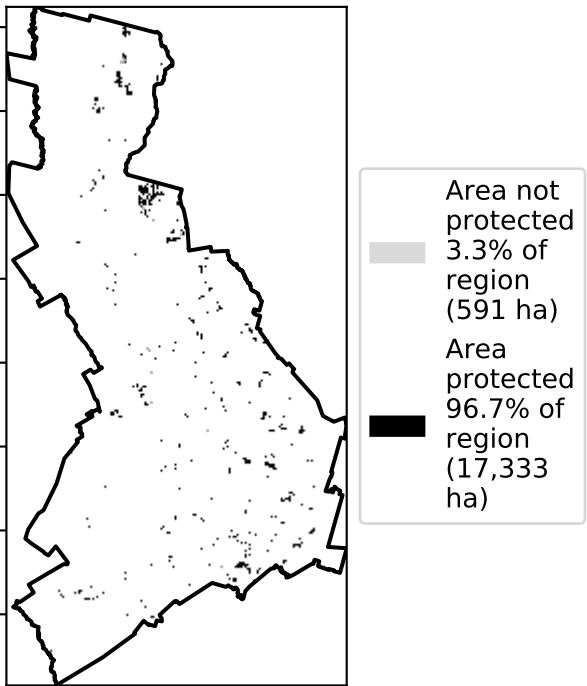 Area not
protected
3.3% of
region
(591 ha)
Area
protected
96.7% of
region
(17,333
ha)